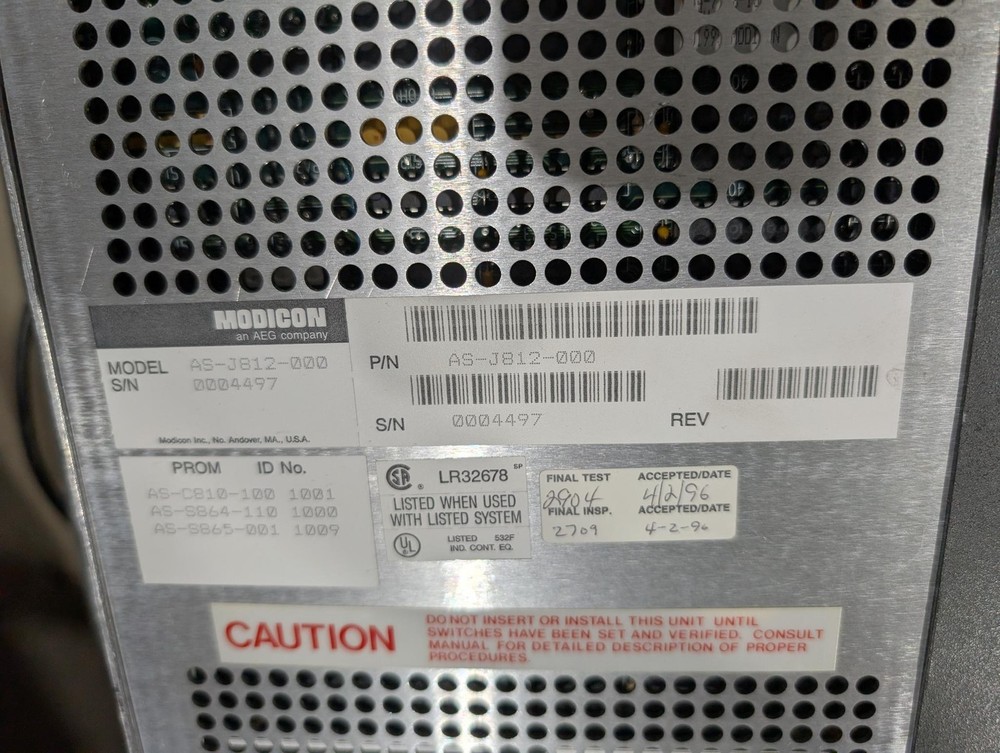 MODICON
an AEG company
MODEL AS-J812-000
S/N 0004497
Modicon Inc., No. Andover, MA., U.S.A.
P/N AS-J812-000
S/N 0004497 REV
PROM ID No.
AS-C810-100 1001
AS-S864-110 1000
AS-S865-001 1009
SA ® LR32678 SP
LISTED WHEN USED
WITH LISTED SYSTEM
UL LISTED 532F
IND. CONT. EQ.
FINAL TEST ACCEPTED/DATE
2904 4/2/96
FINAL INSP. ACCEPTED/DATE
2709 4-2-96
CAUTION
DO NOT INSERT OR INSTALL THIS UNIT UNTIL
SWITCHES HAVE BEEN SET AND VERIFIED. CONSULT
MANUAL FOR DETAILED DESCRIPTION OF PROPER
PROCEDURES.